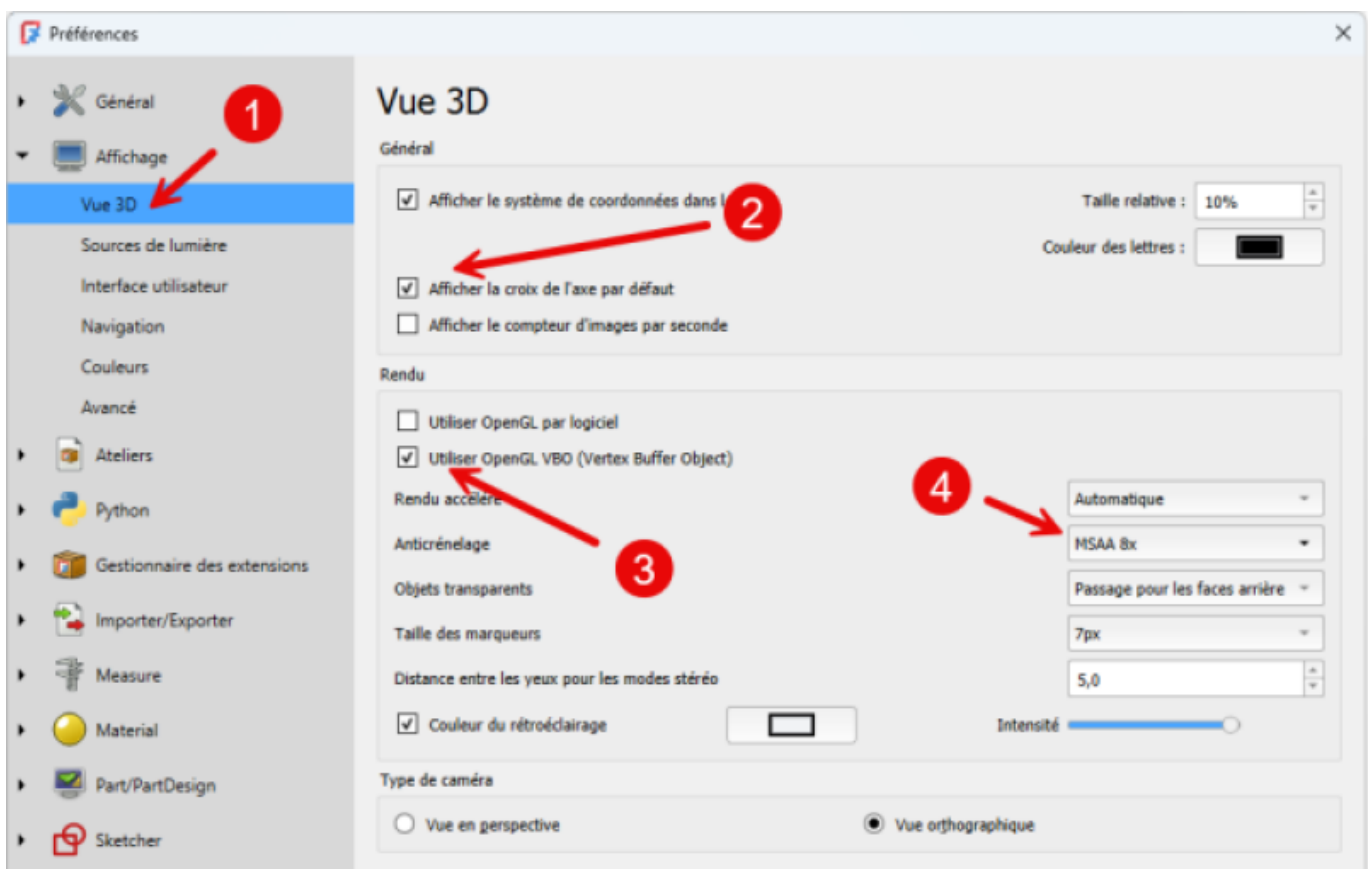 Préférences
Général
1
Affichage
Vue 3D
Sources de lumière
Interface utilisateur
Navigation
Couleurs
Avancé
Ateliers
Python
Gestionnaire des extensions
Importer/Exporter
Measure
Material
Part/PartDesign
Sketcher
Vue 3D
Général
Afficher le système de coordonnées dans
2
Taille relative : 10%
Couleur des lettres :
Afficher la croix de l'axe par défaut
Afficher le compteur d'images par seconde
Rendu
Utiliser OpenGL par logiciel
Utiliser OpenGL VBO (Vertex Buffer Object)
Rendu accéléré
4
Automatique
Anticrénelage
MSAA 8x
3
Objets transparents
Passage pour les faces arrière
Taille des marqueurs
7px
Distance entre les yeux pour les modes stéréo
5,0
Couleur du rétroéclairage
Intensité
Type de caméra
Vue en perspective
Vue orthographique